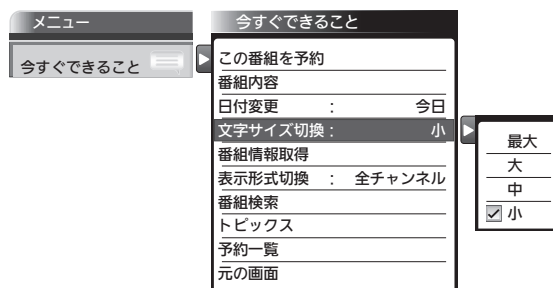 メニュー
今すぐできること
今すぐできること
この番組を予約
番組内容
日付変更 : 今日
文字サイズ切換 : 小
番組情報取得
表示形式切換 : 全チャンネル
番組検索
トピックス
予約一覧
元の画面
最大
大
中
小